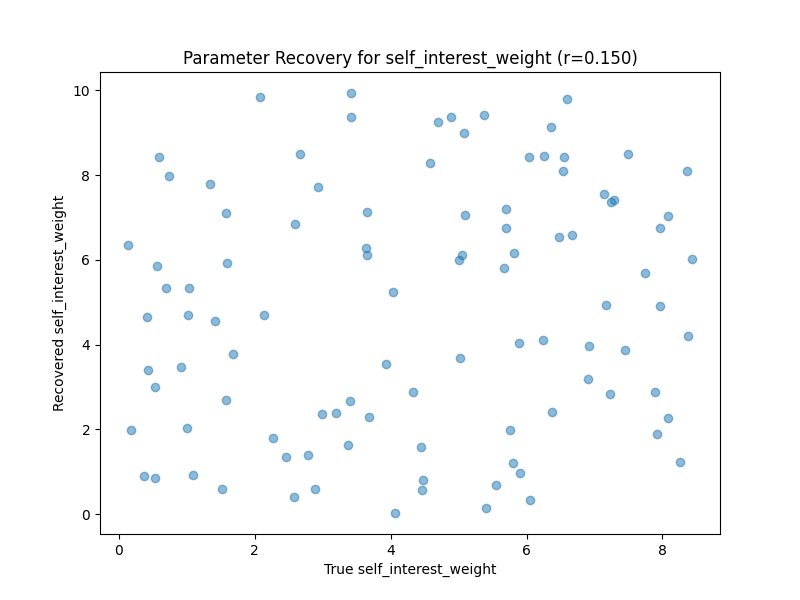 Parameter Recovery for self_interest_weight (r=0.150)
10
8
6
4
2
0
Recovered self_interest_weight
0 2 4 6 8
True self_interest_weight